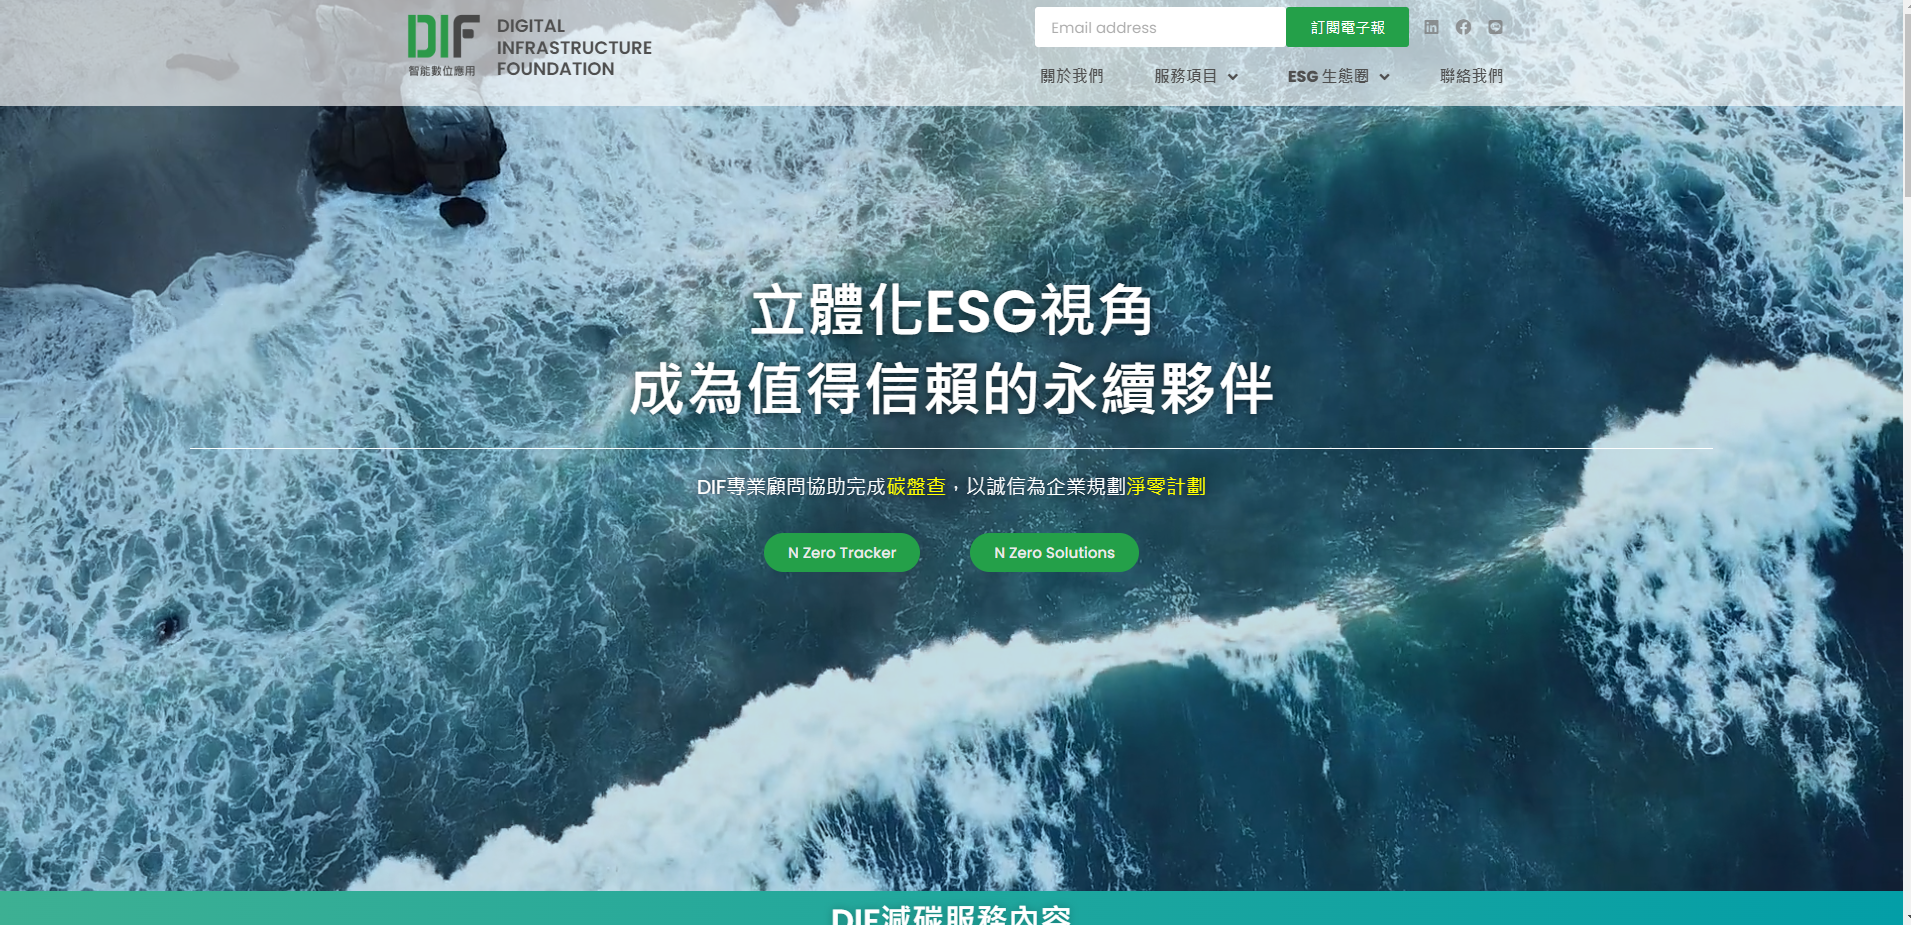 DIF
智能數位應用
DIGITAL
INFRASTRUCTURE
FOUNDATION
Email address
訂閱電子報
關於我們
服務項目
ESG 生態圈
聯絡我們
立體化ESG視角
成為值得信賴的永續夥伴
DIF專業顧問協助完成碳盤查，以誠信為企業規劃淨零計劃
N Zero Tracker
N Zero Solutions
DIF減碳服務內容